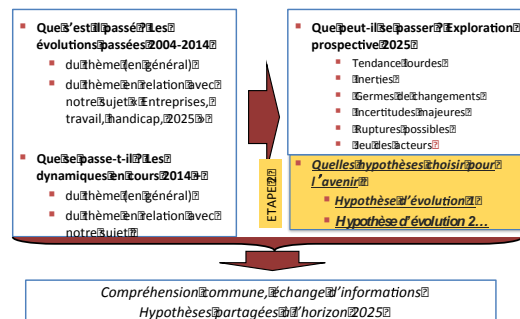 Que s'est il passé ? Les
évolutions passées 2004-2014
du thème (en général)
du thème en relation avec
notre sujet « Entreprises,
travail, handicap, 2025 »
Que se passe-t-il ? Les
dynamiques en cours 2014 +
du thème (en général)
du thème en relation avec
notre sujet
ETAPE 2
Que peut-il se passer ? Exploration
prospective 2025
Tendance lourdes
Inerties
Germes de changements
Incertitudes majeures
Ruptures possibles
Jeu des acteurs
Quelles hypothèses choisir pour
l'avenir
Hypothèse d'évolution 1
Hypothèse d'évolution 2…
Compréhension commune, échange d'informations
Hypothèses partagées à l'horizon 2025